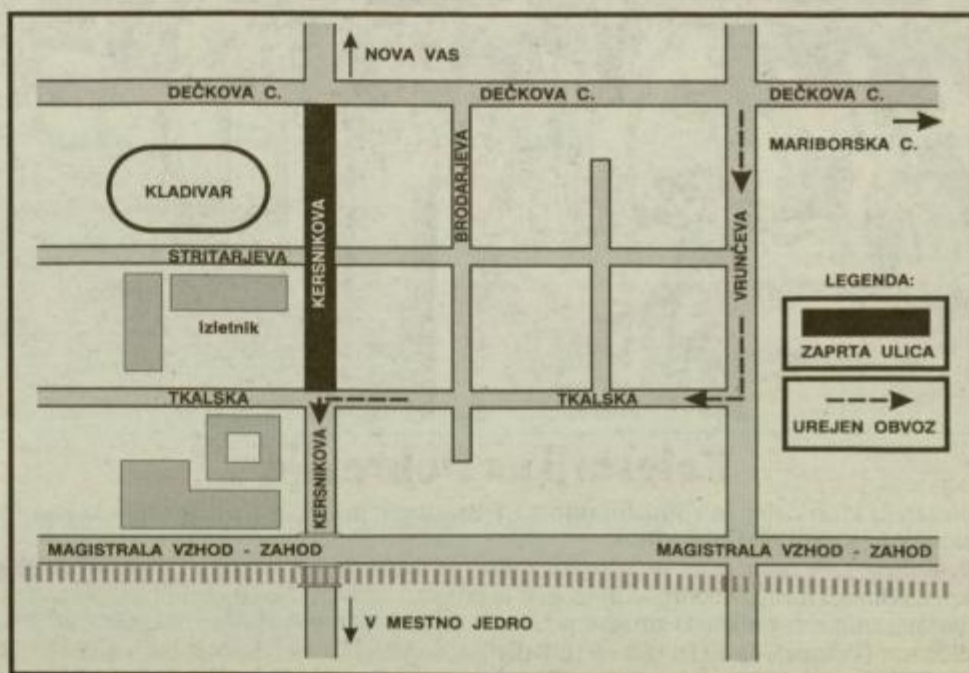 NOVA VAS
DEČKOVA C.
DEČKOVA C.
DEČKOVA C.
MARIBORSKA C.
KLADIVAR
KERSNIKOVA
BRODARJEVA
VRUNČEVA
STRITARJEVA
LEGENDA:
Izletnik
ZAPRTA ULICA
TKALSKA
TKALSKA
UREJEN OBVOZ
KERSNIKOVA
MAGISTRALA VZHOD - ZAHOD
MAGISTRALA VZHOD - ZAHOD
V MESTNO JEDRO